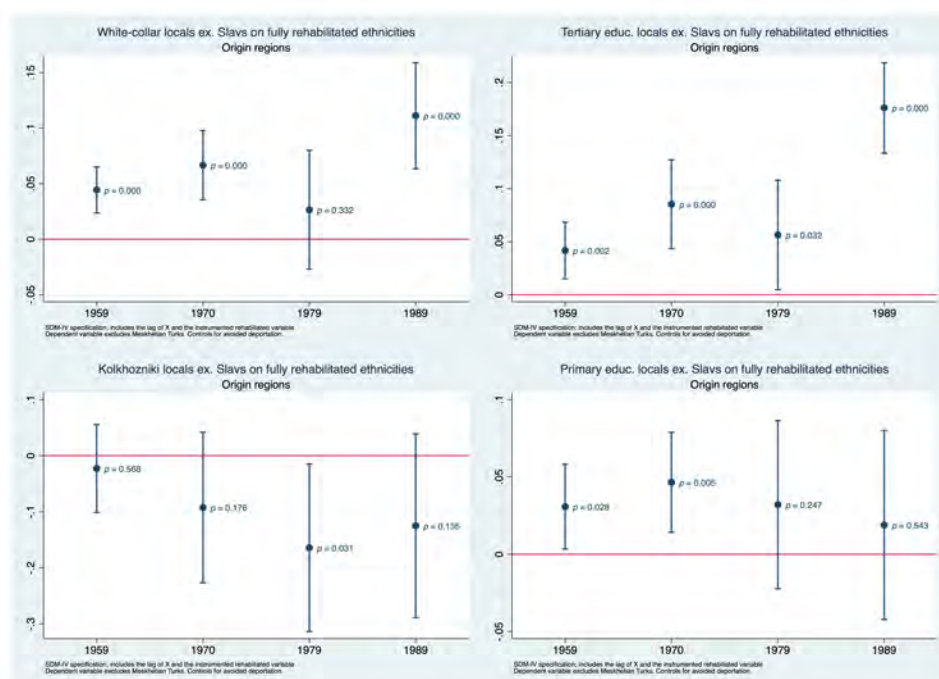 White-collar locals ex. Slavs on fully rehabilitated ethnicities
Origin regions
.15
.1
.05
0
-.05
p = 0.000
p = 0.000
p = 0.332
p = 0.000
1959 1970 1979 1989
SDM-IV specification, includes the lag of X and the instrumented rehabilitated variable
Dependent variable excludes Meskhetian Turks. Controls for avoided deportation.
Tertiary educ. locals ex. Slavs on fully rehabilitated ethnicities
Origin regions
.2
.15
.1
.05
0
p = 0.002
p = 0.000
p = 0.032
p = 0.000
1959 1970 1979 1989
SDM-IV specification, includes the lag of X and the instrumented rehabilitated variable
Dependent variable excludes Meskhetian Turks. Controls for avoided deportation.
Kolkhozniki locals ex. Slavs on fully rehabilitated ethnicities
Origin regions
.1
0
-.1
-.2
-.3
p = 0.568
p = 0.176
p = 0.031
p = 0.135
1959 1970 1979 1989
SDM-IV specification, includes the lag of X and the instrumented rehabilitated variable
Dependent variable excludes Meskhetian Turks. Controls for avoided deportation.
Primary educ. locals ex. Slavs on fully rehabilitated ethnicities
Origin regions
.1
.05
0
-.05
p = 0.028
p = 0.005
p = 0.247
p = 0.543
1959 1970 1979 1989
SDM-IV specification, includes the lag of X and the instrumented rehabilitated variable
Dependent variable excludes Meskhetian Turks. Controls for avoided deportation.